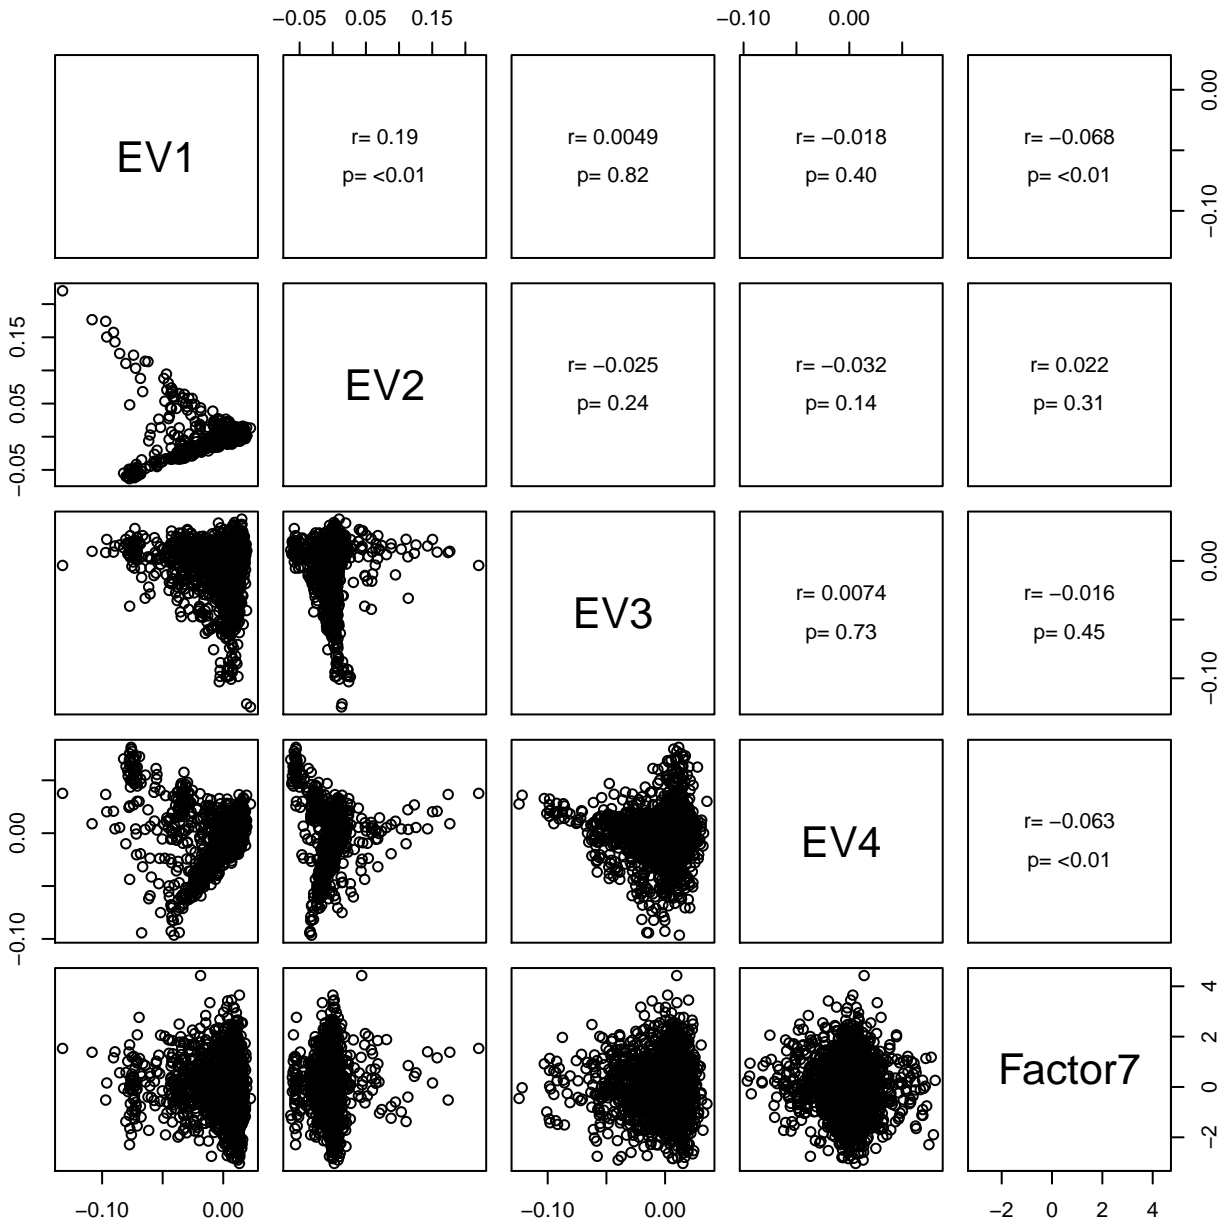 −0.05 0.05 0.15
−0.10 0.00
EV1
r= 0.19
p= <0.01
r= 0.0049
p= 0.82
r= −0.018
p= 0.40
r= −0.068
p= <0.01
0.00
−0.10
0.15
0.05
−0.05
EV2
r= −0.025
p= 0.24
r= −0.032
p= 0.14
r= 0.022
p= 0.31
EV3
r= 0.0074
p= 0.73
r= −0.016
p= 0.45
0.00
−0.10
0.00
−0.10
EV4
r= −0.063
p= <0.01
Factor7
4
2
0
−2
−0.10 0.00
−0.10 0.00
−2 0 2 4